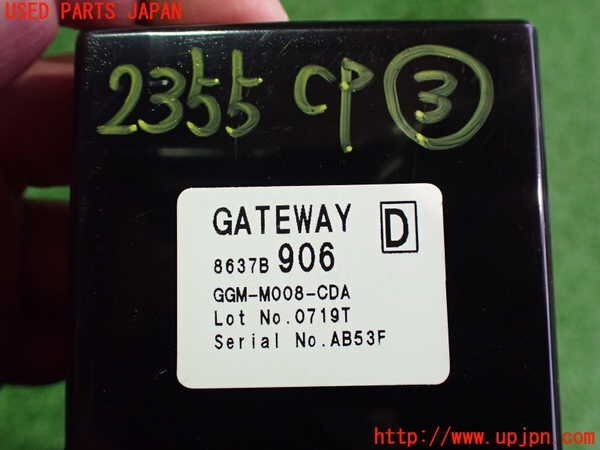 USED PARTS JAPAN
2355 CP ③
GATEWAY D
8637B 906
GGM-M008-CDA
Lot No.0719T
Serial No.AB53F
http://www.upjpn.com